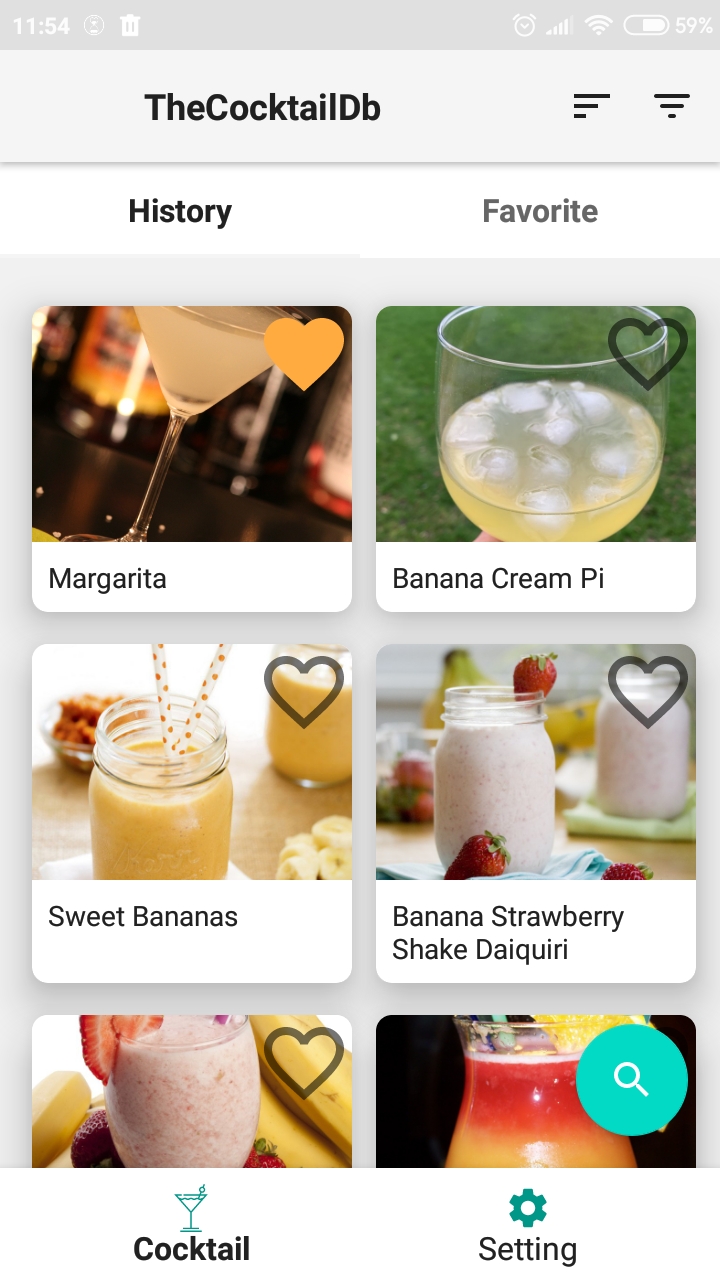 11:54
59%
TheCocktailDb
History
Favorite
Margarita
Banana Cream Pi
Sweet Bananas
Banana Strawberry
Shake Daiquiri
Cocktail
Setting